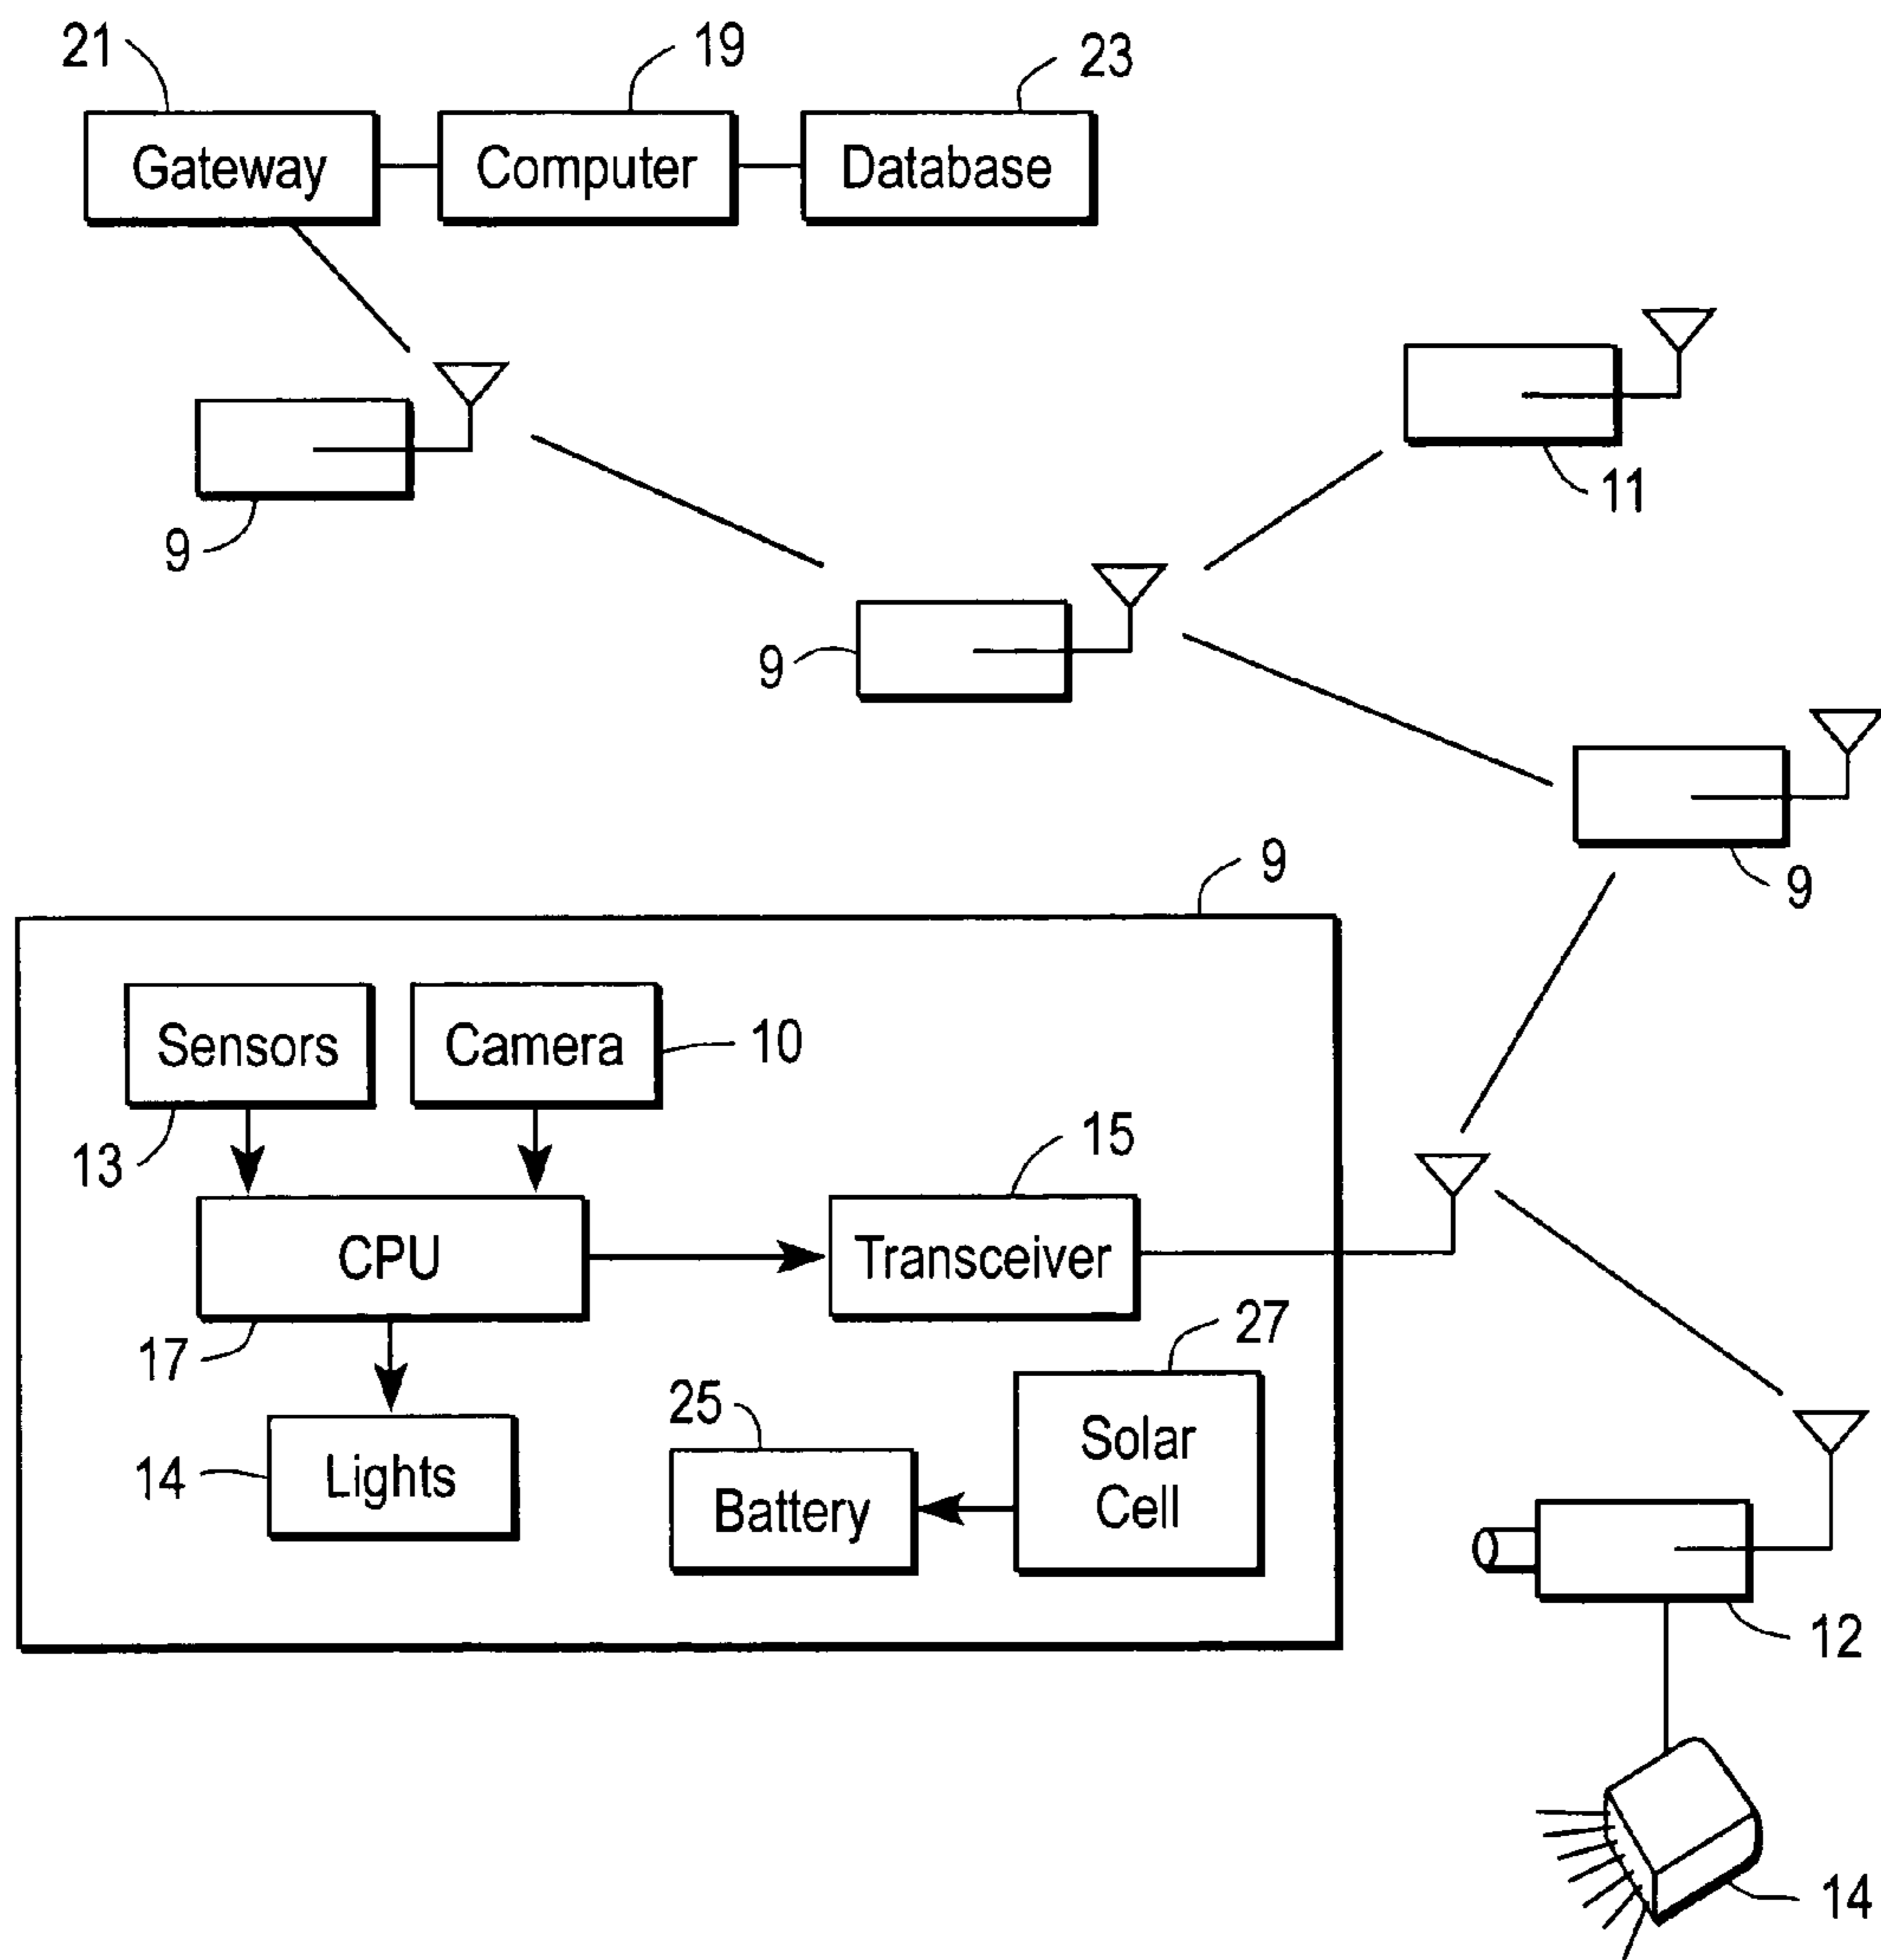 21
19
23
Gateway
Computer
Database
11
9
9
9
9
Sensors
Camera
10
13
15
CPU
Transceiver
17
27
25
Solar
Cell
14
Lights
Battery
12
14